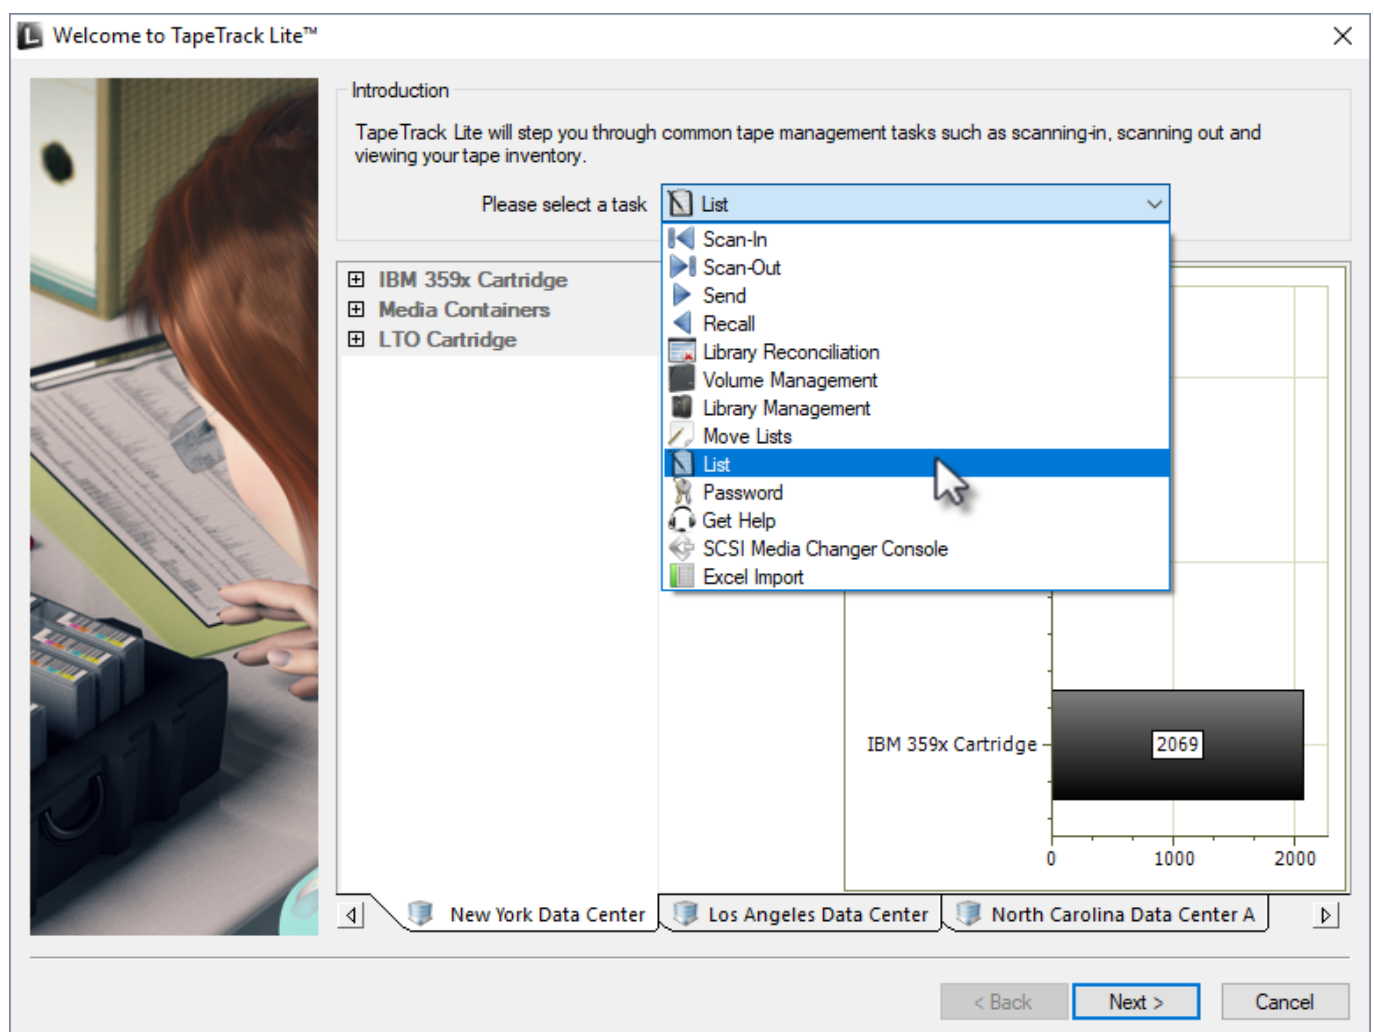 Welcome to TapeTrack Lite™
Introduction
TapeTrack Lite will step you through common tape management tasks such as scanning-in, scanning out and
viewing your tape inventory.
Please select a task
List
Scan-In
Scan-Out
Send
Recall
Library Reconciliation
Volume Management
Library Management
Move Lists
List
Password
Get Help
SCSI Media Changer Console
Excel Import
IBM 359x Cartridge
Media Containers
LTO Cartridge
IBM 359x Cartridge
2069
0 1000 2000
New York Data Center
Los Angeles Data Center
North Carolina Data Center A
< Back
Next >
Cancel